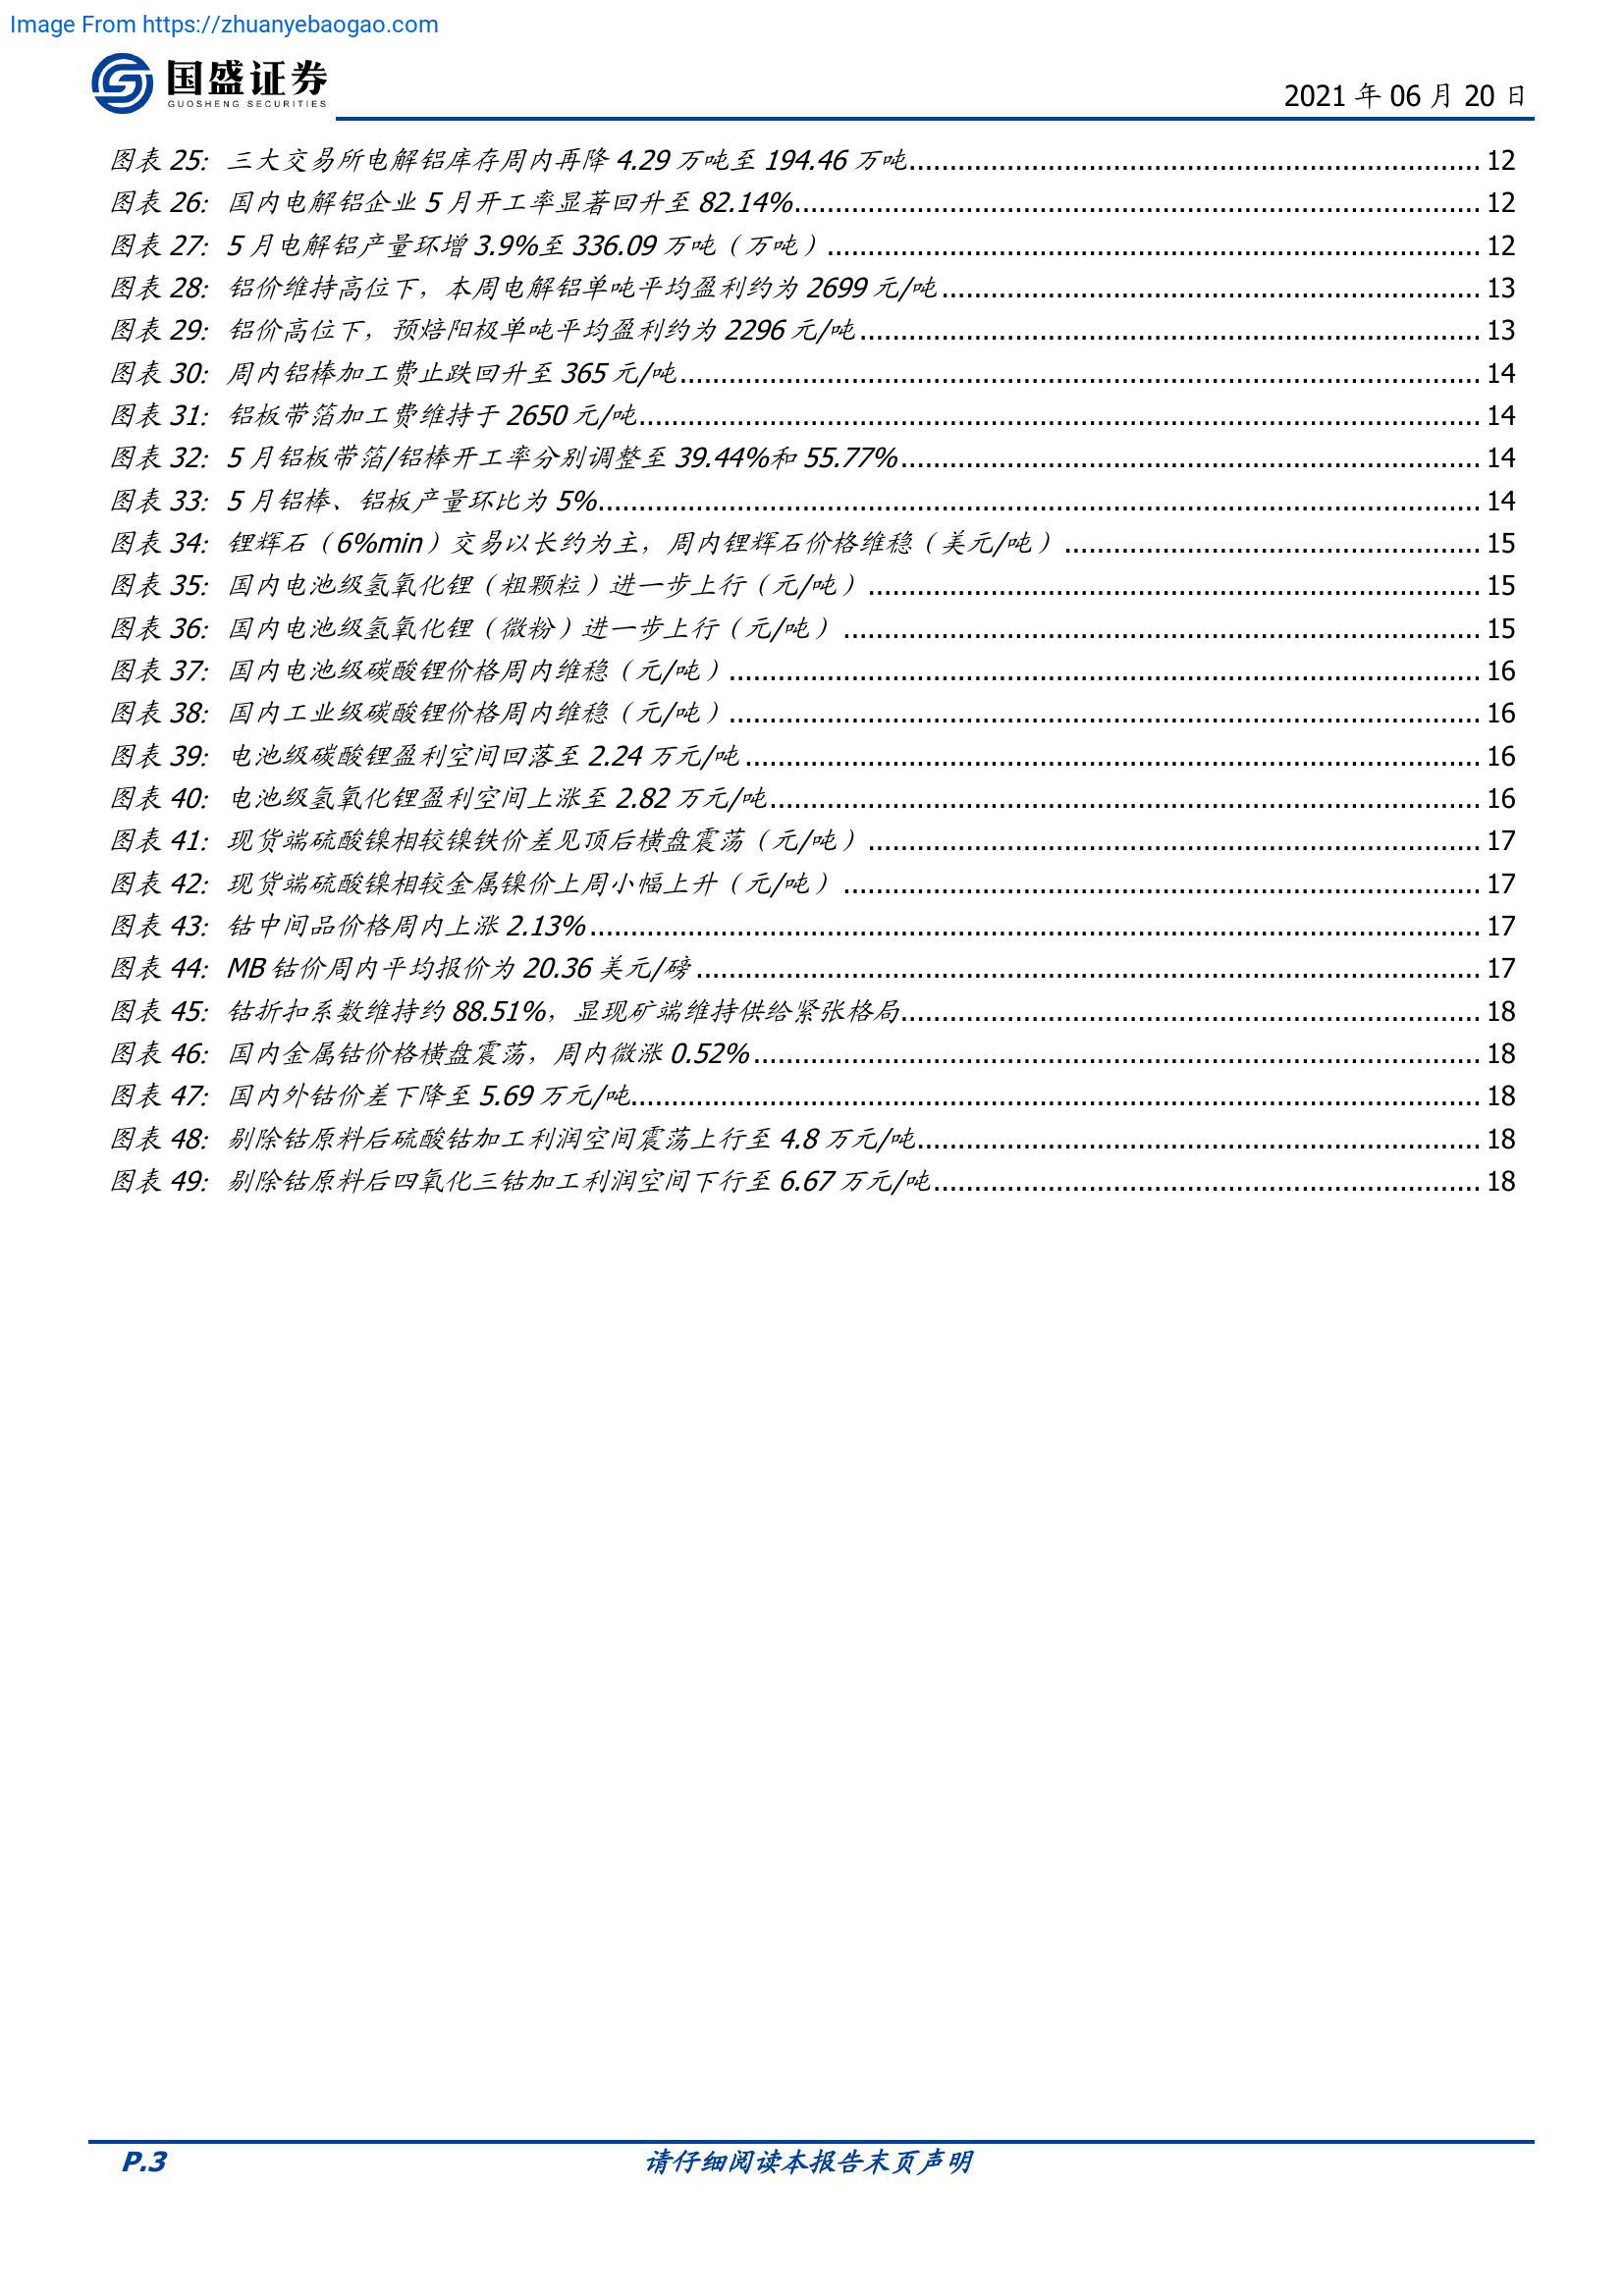 Image From https://zhuanyebaogao.com
国盛证券
GUOSHENG SECURITIES
2021 年 06 月 20 日
图表 25: 三大交易所电解铝库存周内再降 4.29 万吨至 194.46 万吨 12
图表 26: 国内电解铝企业 5 月开工率显著回升至 82.14% 12
图表 27: 5 月电解铝产量环增 3.9%至 336.09 万吨（万吨） 12
图表 28: 铝价维持高位下，本周电解铝单吨平均盈利约为 2699 元/吨 13
图表 29: 铝价高位下，预焙阳极单吨平均盈利约为 2296 元/吨 13
图表 30: 周内铝棒加工费止跌回升至 365 元/吨 14
图表 31: 铝板带箔加工费维持于 2650 元/吨 14
图表 32: 5 月铝板带箔/铝棒开工率分别调整至 39.44%和 55.77% 14
图表 33: 5 月铝棒、铝板产量环比为 5% 14
图表 34: 锂辉石（6%min）交易以长约为主，周内锂辉石价格维稳（美元/吨） 15
图表 35: 国内电池级氢氧化锂（粗颗粒）进一步上行（元/吨） 15
图表 36: 国内电池级氢氧化锂（微粉）进一步上行（元/吨） 15
图表 37: 国内电池级碳酸锂价格周内维稳（元/吨） 16
图表 38: 国内工业级碳酸锂价格周内维稳（元/吨） 16
图表 39: 电池级碳酸锂盈利空间回落至 2.24 万元/吨 16
图表 40: 电池级氢氧化锂盈利空间上涨至 2.82 万元/吨 16
图表 41: 现货端硫酸镍相较镍铁价差见顶后横盘震荡（元/吨） 17
图表 42: 现货端硫酸镍相较金属镍价上周小幅上升（元/吨） 17
图表 43: 钴中间品价格周内上涨 2.13% 17
图表 44: MB 钴价周内平均报价为 20.36 美元/磅 17
图表 45: 钴折扣系数维持约 88.51%，显现矿端维持供给紧张格局 18
图表 46: 国内金属钴价格横盘震荡，周内微涨 0.52% 18
图表 47: 国内外钴价差下降至 5.69 万元/吨 18
图表 48: 剔除钴原料后硫酸钴加工利润空间震荡上行至 4.8 万元/吨 18
图表 49: 剔除钴原料后四氧化三钴加工利润空间下行至 6.67 万元/吨 18
P.3
请仔细阅读本报告末页声明